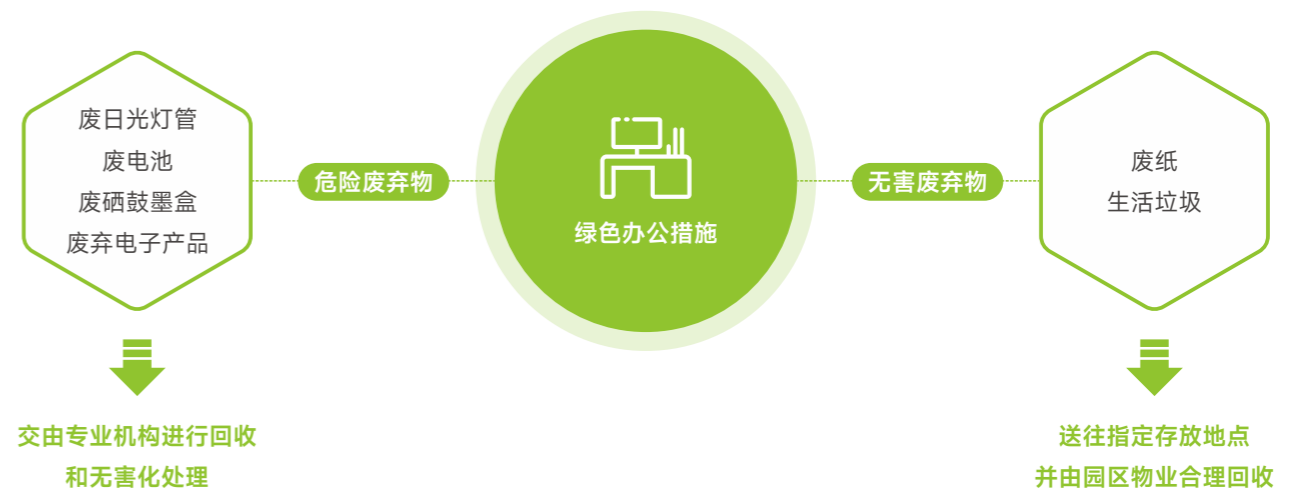 废日光灯管
废电池
废硒鼓墨盒
废弃电子产品
交由专业机构进行回收
和无害化处理
危险废弃物
绿色办公措施
无害废弃物
废纸
生活垃圾
送往指定存放地点
并由园区物业合理回收